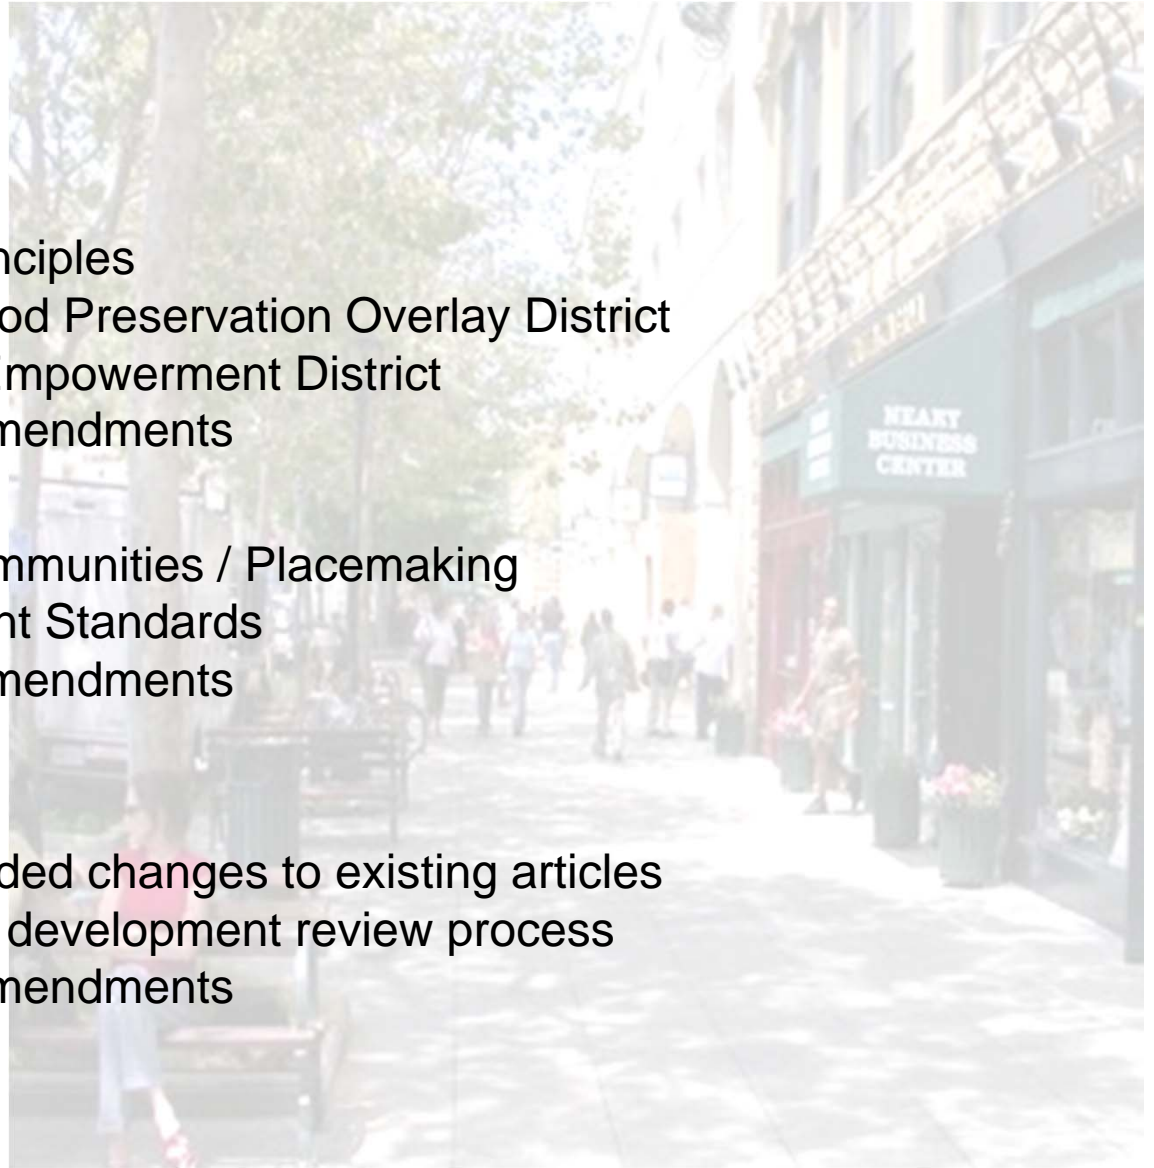 nciples
od Preservation Overlay District
Empowerment District
mendments
NEARY
BUSINESS
CENTER
mmunities / Placemaking
nt Standards
mendments
ded changes to existing articles
development review process
mendments